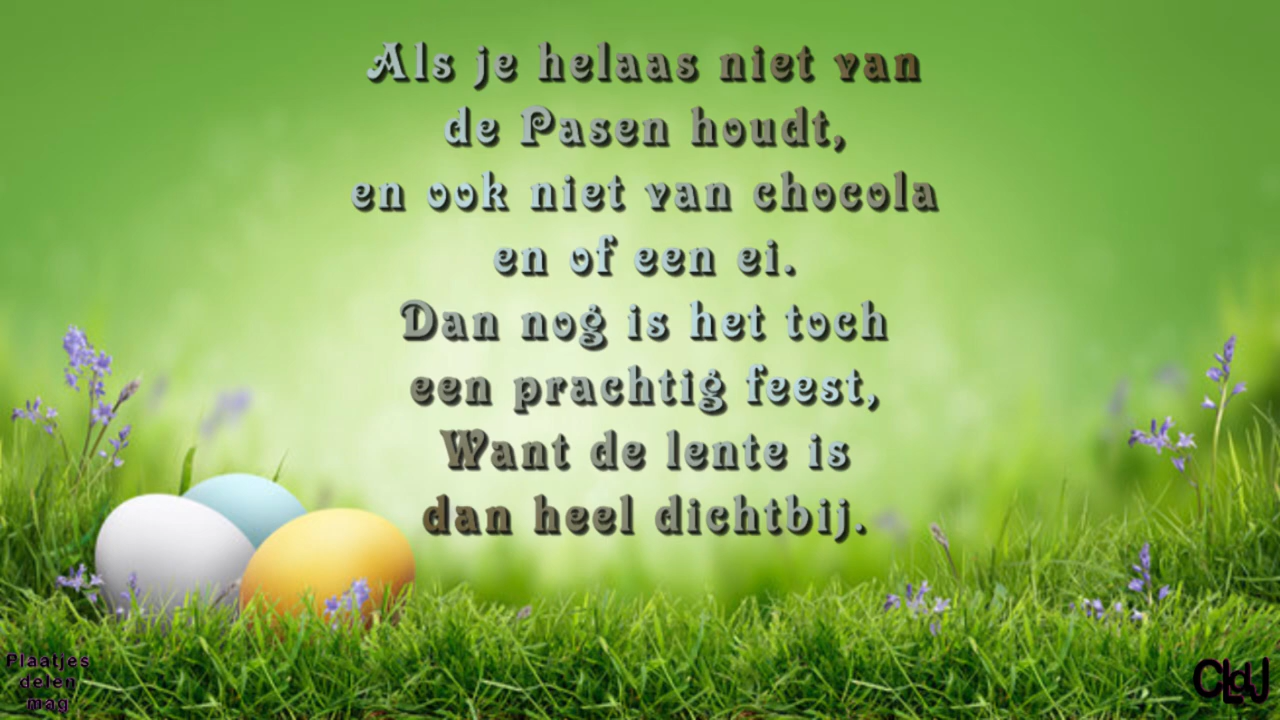 Als je helaas niet van
de Pasen houdt,
en ook niet van chocola
en of een ei.
Dan nog is het toch
een prachtig feest,
Want de lente is
dan heel dichtbij.
Plaatjes
delen
mag